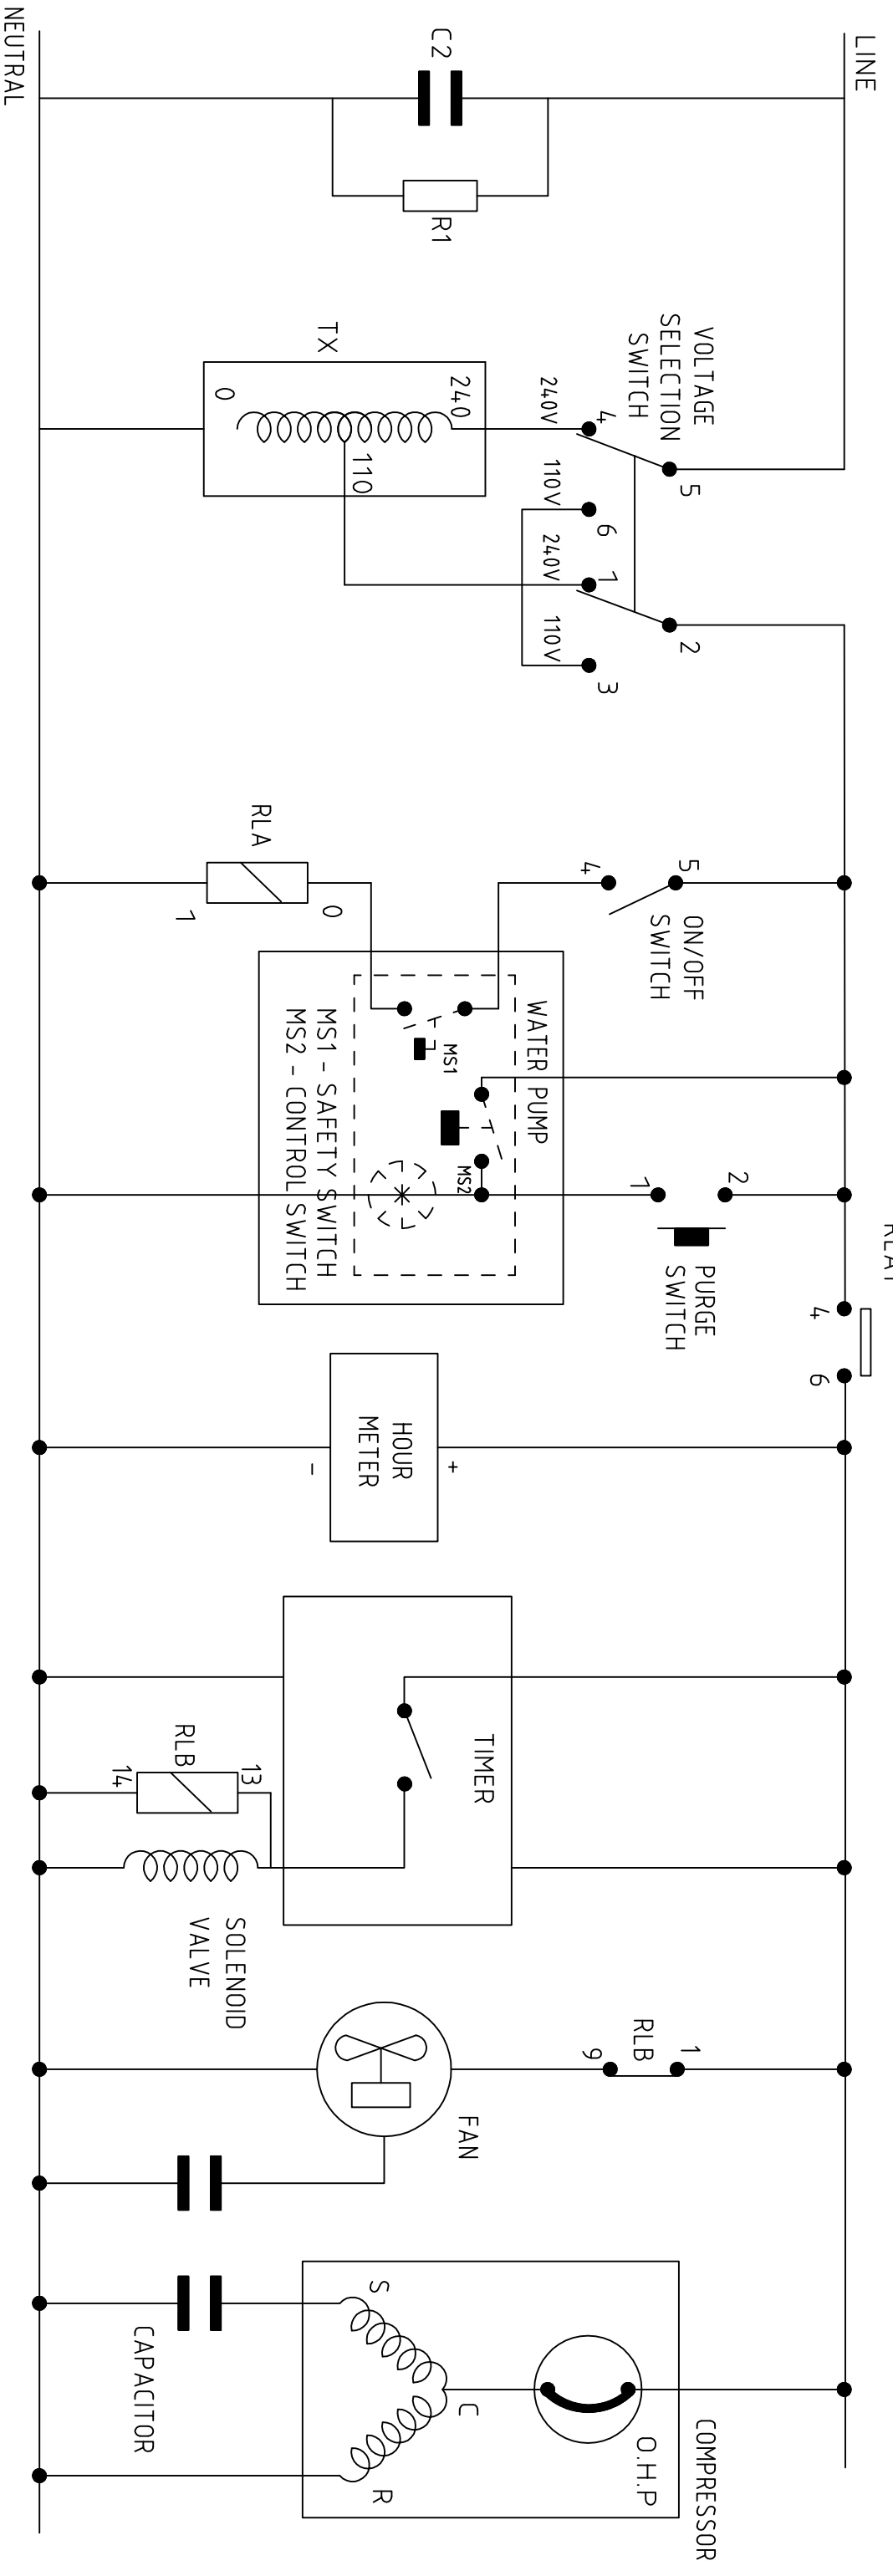 LINE
NEUTRAL
C2
R1
VOLTAGE
SELECTION
SWITCH
TX
240
0
110
240V
4
5
110V
6
240V
1
2
110V
3
RLA
0
5
4
ON/OFF
SWITCH
WATER PUMP
MS1
MS2
MS1 - SAFETY SWITCH
MS2 - CONTROL SWITCH
2
PURGE
SWITCH
4
6
HOUR
METER
+
-
TIMER
RLB
13
14
SOLENOID
VALVE
RLB
1
9
FAN
CAPACITOR
S
C
R
O.H.P
COMPRESSOR